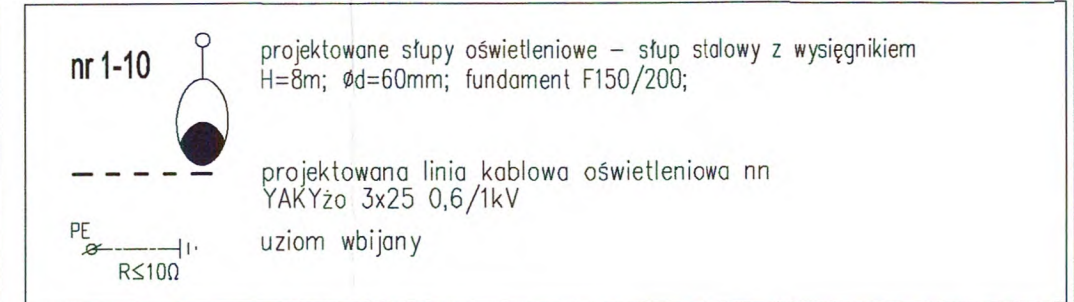 nr 1-10
projektowane słupy oświetleniowe – słup stalowy z wysięgnikiem
H=8m; Ød=60mm; fundament F150/200;
projektowana linia kablowa oświetleniowa nn
YAKYżo 3x25 0,6/1kV
PE
uziom wbijany
R≤10Ω